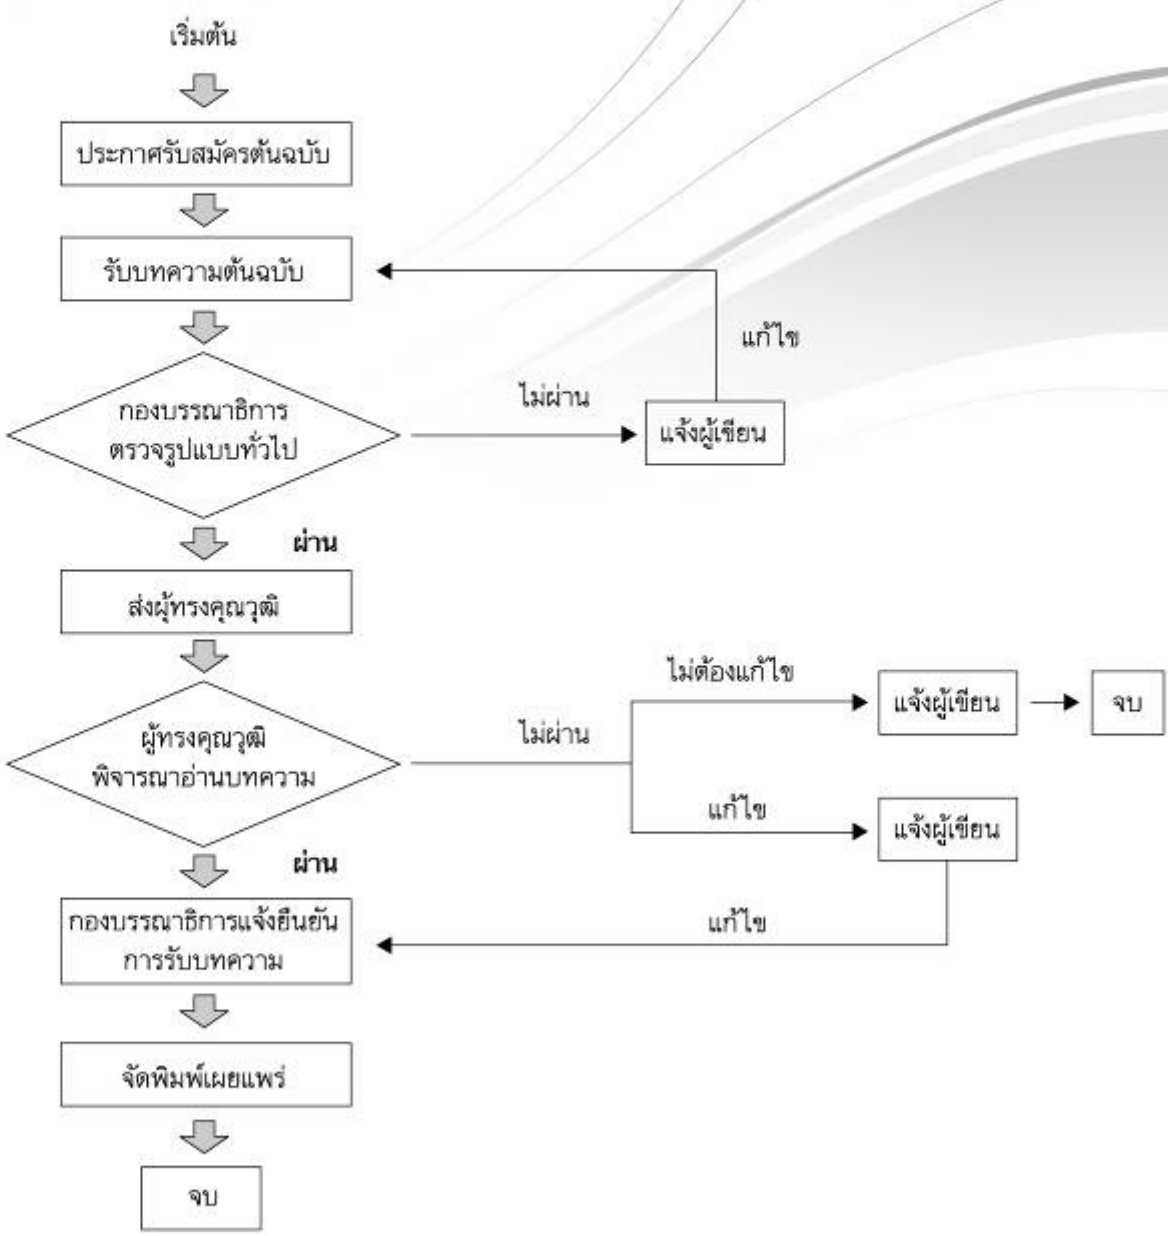 เริ่มต้น
ประกาศรับสมัครต้นฉบับ
รับบทความต้นฉบับ
แก้ไข
กองบรรณาธิการ
ตรวจรูปแบบทั่วไป
ไม่ผ่าน
แจ้งผู้เขียน
ผ่าน
ส่งผู้ทรงคุณวุฒิ
ผู้ทรงคุณวุฒิ
พิจารณาอ่านบทความ
ไม่ผ่าน
ไม่ต้องแก้ไข
แจ้งผู้เขียน
จบ
แก้ไข
แจ้งผู้เขียน
แก้ไข
ผ่าน
กองบรรณาธิการแจ้งยืนยัน
การรับบทความ
จัดพิมพ์เผยแพร่
จบ